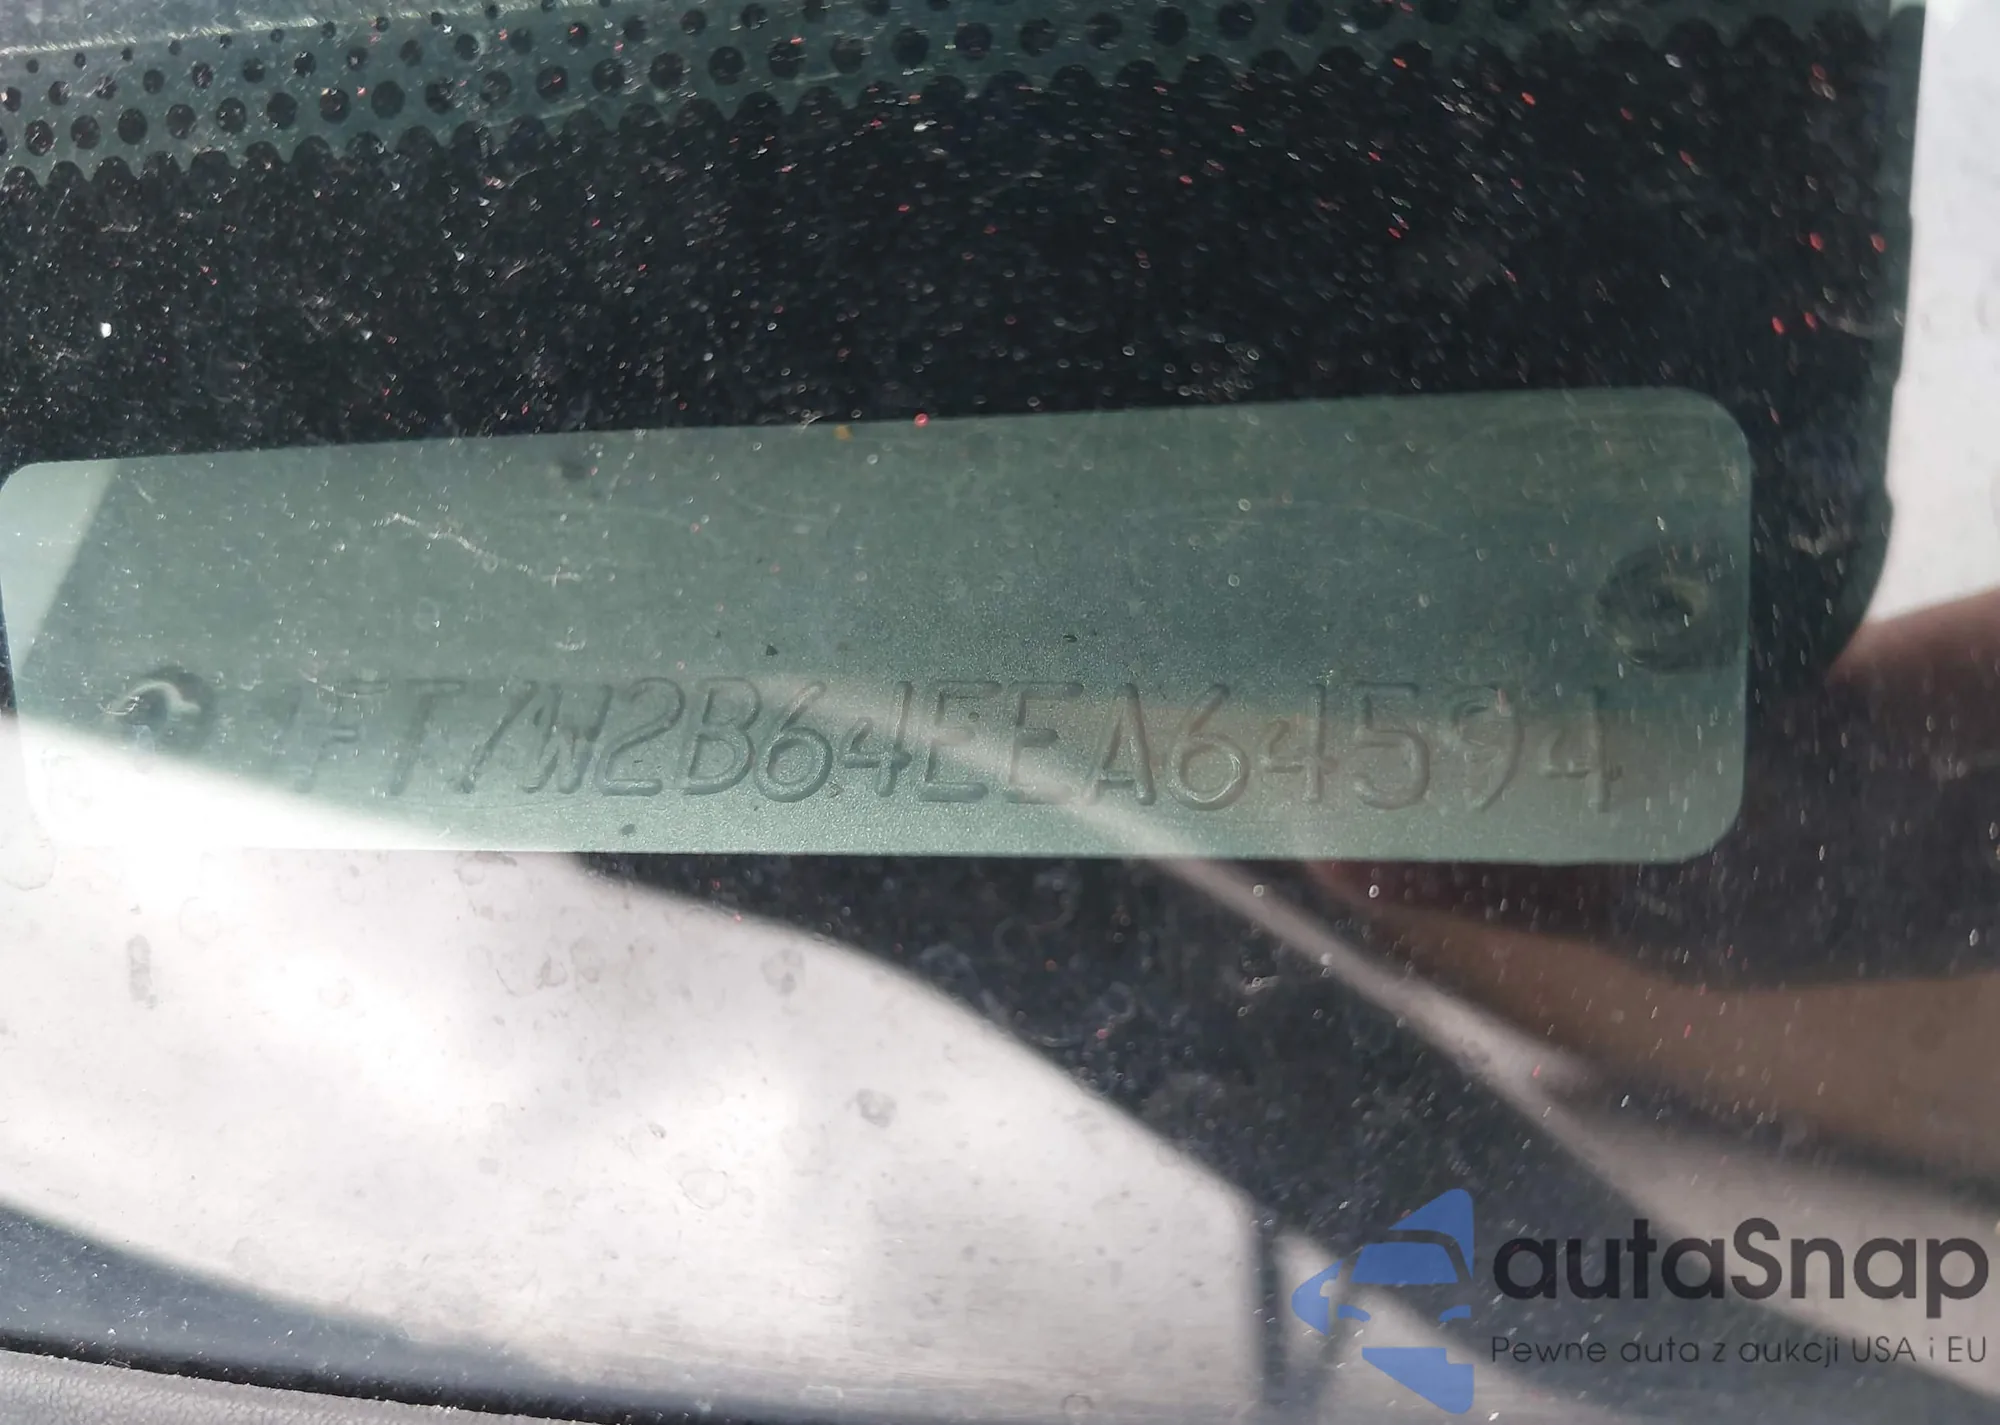 1FT7W2B64EEA64594
autaSnap
Pewne auta z aukcji USA i EU